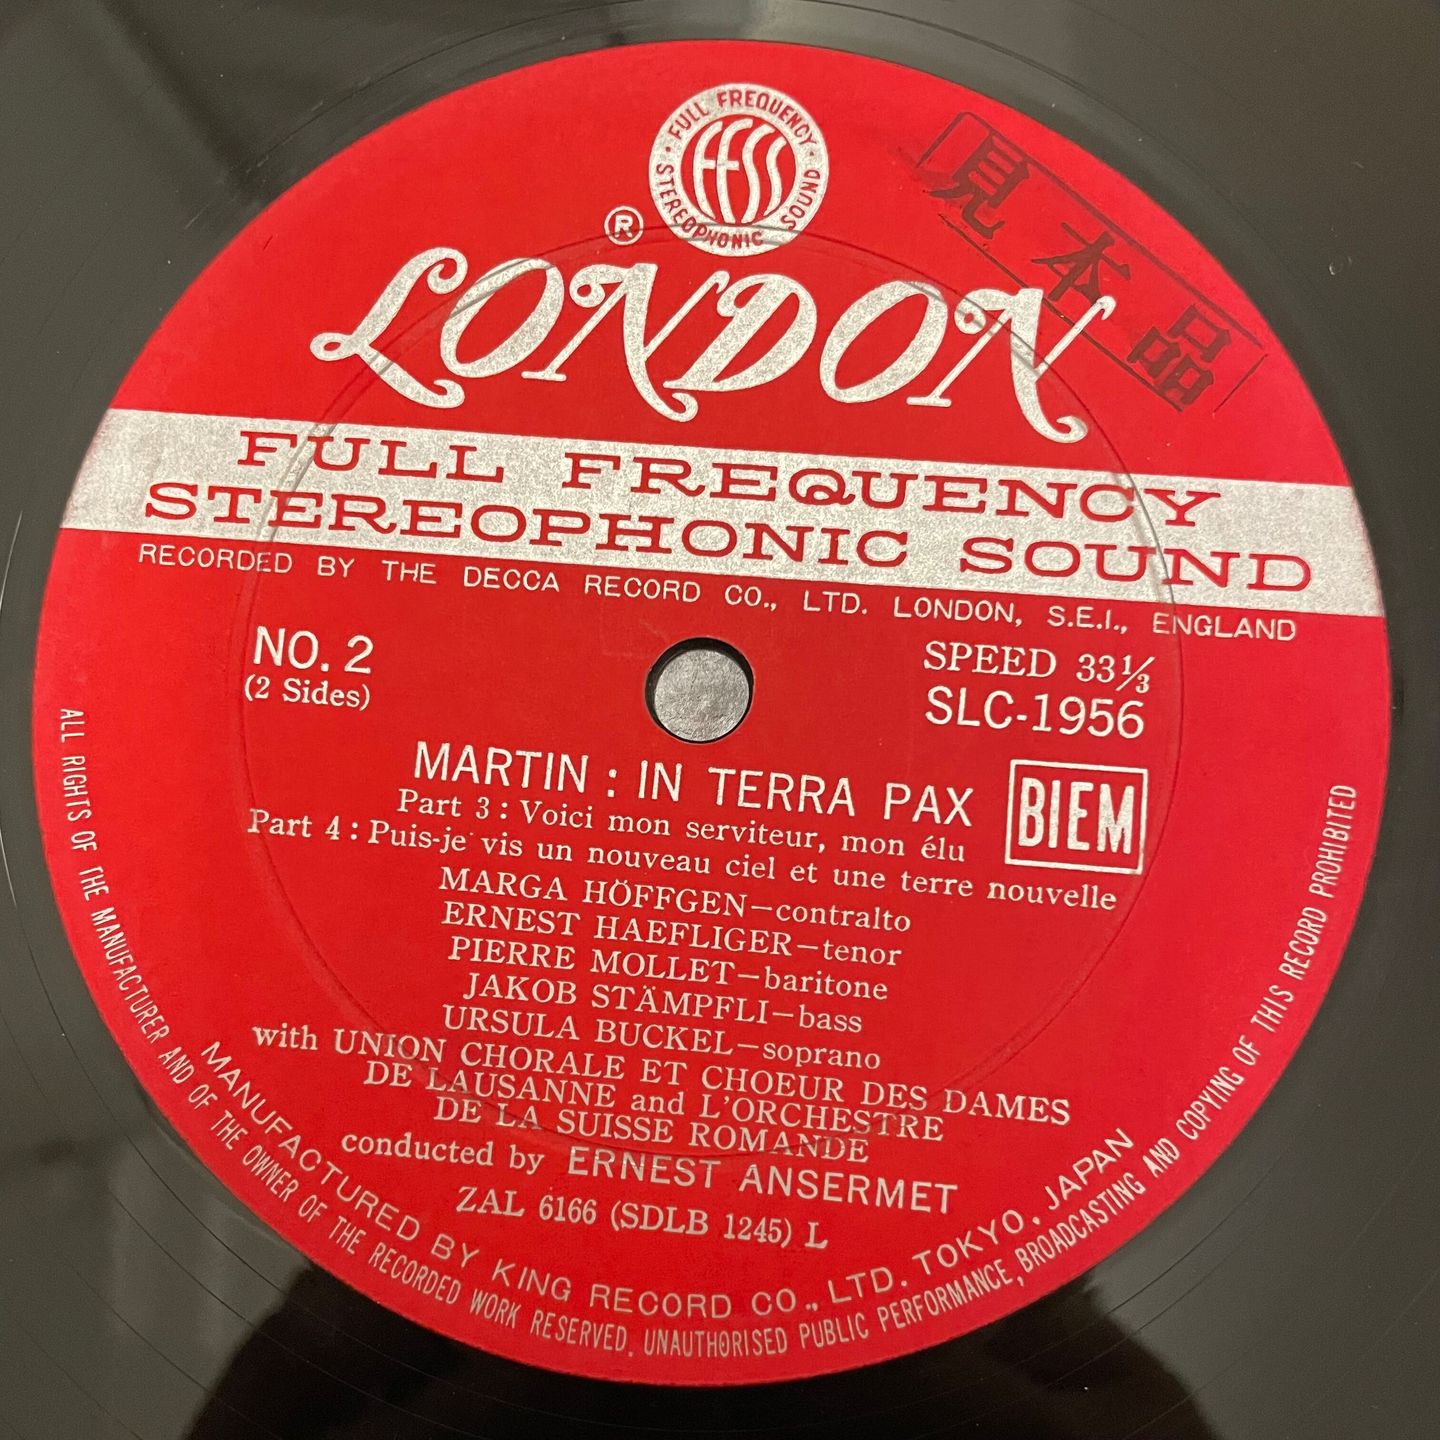 FULL FREQUENCY
STEREOPHONIC SOUND
FFSS
®
見本品
LONDON
FULL FREQUENCY
STEREOPHONIC SOUND
RECORDED BY THE DECCA RECORD CO., LTD. LONDON, S.E.I., ENGLAND
NO. 2
(2 Sides)
SPEED 33⅓
SLC-1956
MARTIN : IN TERRA PAX
BIEM
Part 3 : Voici mon serviteur, mon élu
Part 4 : Puis-je vis un nouveau ciel et une terre nouvelle
MARGA HÖFFGEN—contralto
ERNEST HAEFLIGER—tenor
PIERRE MOLLET—baritone
JAKOB STÄMPFLI—bass
URSULA BUCKEL—soprano
with UNION CHORALE ET CHOEUR DES DAMES
DE LAUSANNE and L'ORCHESTRE
DE LA SUISSE ROMANDE
conducted by ERNEST ANSERMET
ZAL 6166 (SDLB 1245) L
MANUFACTURED BY KING RECORD CO., LTD. TOKYO, JAPAN
ALL RIGHTS OF THE MANUFACTURER AND OF THE OWNER OF THE RECORDED WORK RESERVED. UNAUTHORISED PUBLIC PERFORMANCE, BROADCASTING AND COPYING OF THIS RECORD PROHIBITED